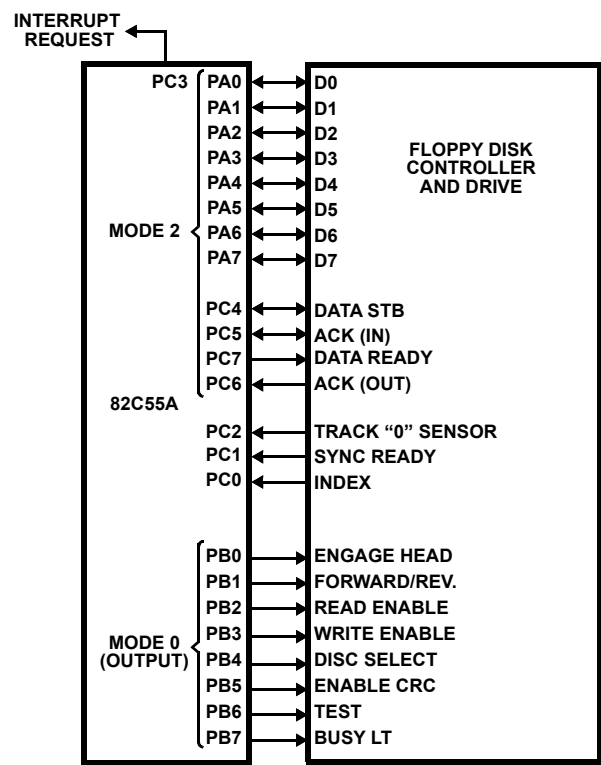 INTERRUPT
REQUEST
PC3 PA0 D0
PA1 D1
PA2 D2
PA3 D3
PA4 D4
PA5 D5
MODE 2 PA6 D6
PA7 D7
FLOPPY DISK
CONTROLLER
AND DRIVE
PC4 DATA STB
PC5 ACK (IN)
PC7 DATA READY
PC6 ACK (OUT)
82C55A
PC2 TRACK “0” SENSOR
PC1 SYNC READY
PC0 INDEX
PB0 ENGAGE HEAD
PB1 FORWARD/REV.
PB2 READ ENABLE
PB3 WRITE ENABLE
MODE 0
(OUTPUT)
PB4 DISC SELECT
PB5 ENABLE CRC
PB6 TEST
PB7 BUSY LT